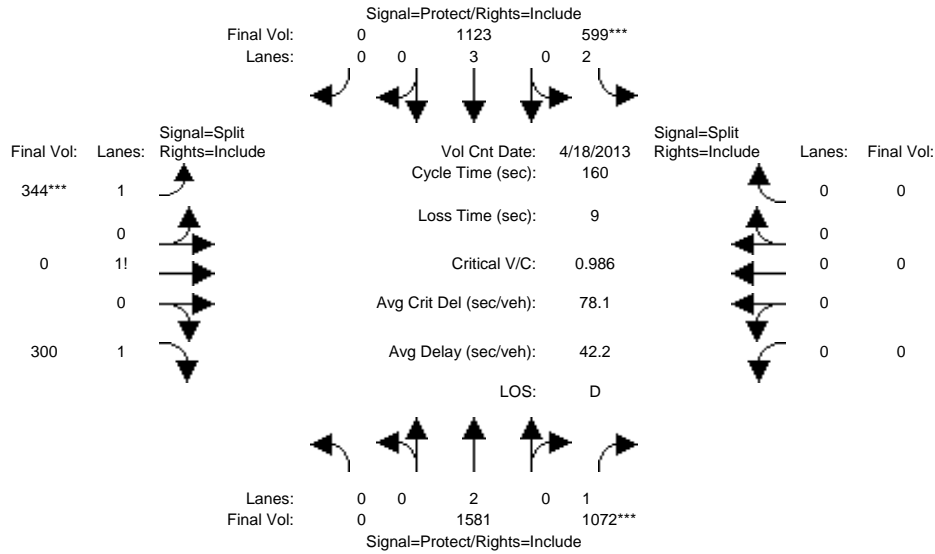 Signal=Protect/Rights=Include
Final Vol: 0 1123 599***
Lanes: 0 0 3 0 2
Signal=Split Signal=Split
Final Vol: Lanes: Rights=Include Vol Cnt Date: 4/18/2013 Rights=Include Lanes: Final Vol:
Cycle Time (sec): 160
344*** 1 0 0
Loss Time (sec): 9
0 0
0 1! Critical V/C: 0.986 0 0
0 Avg Crit Del (sec/veh): 78.1 0
300 1 Avg Delay (sec/veh): 42.2 0 0
LOS: D
Lanes: 0 0 2 0 1
Final Vol: 0 1581 1072***
Signal=Protect/Rights=Include